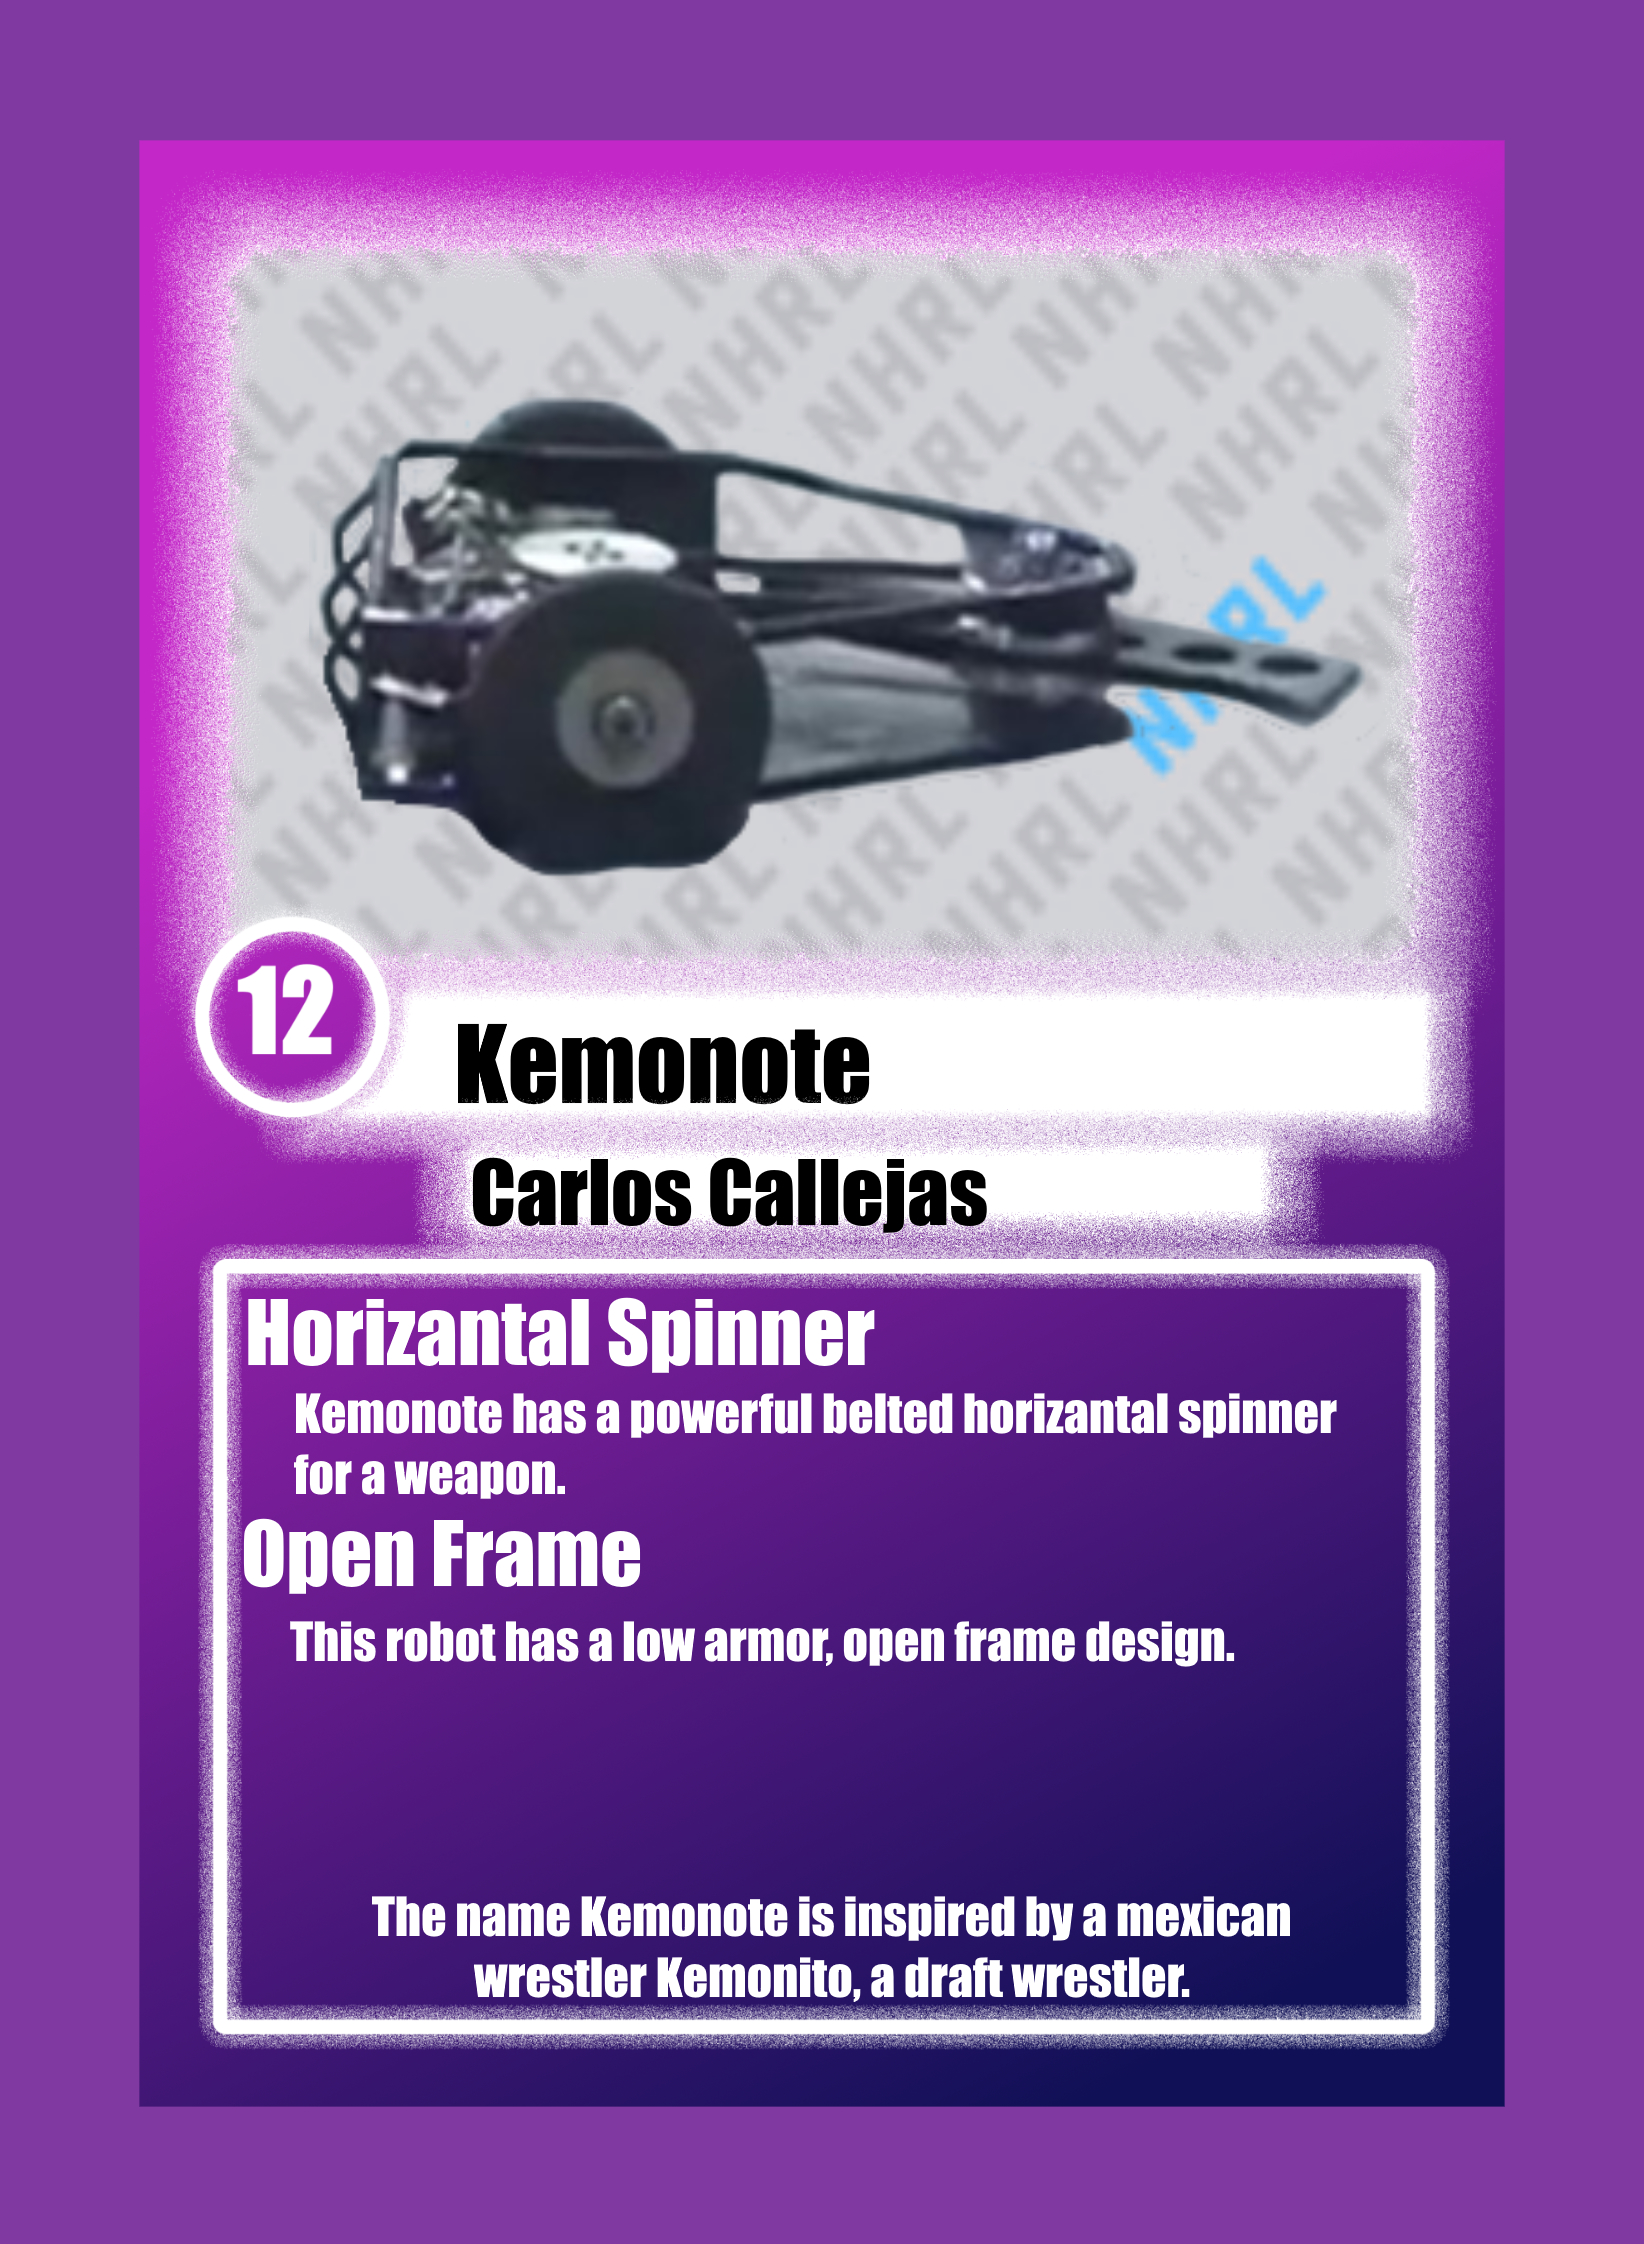 NHRL
12
Kemonote
Carlos Callejas
Horizantal Spinner
Kemonote has a powerful belted horizantal spinner
for a weapon.
Open Frame
This robot has a low armor, open frame design.
The name Kemonote is inspired by a mexican
wrestler Kemonito, a draft wrestler.